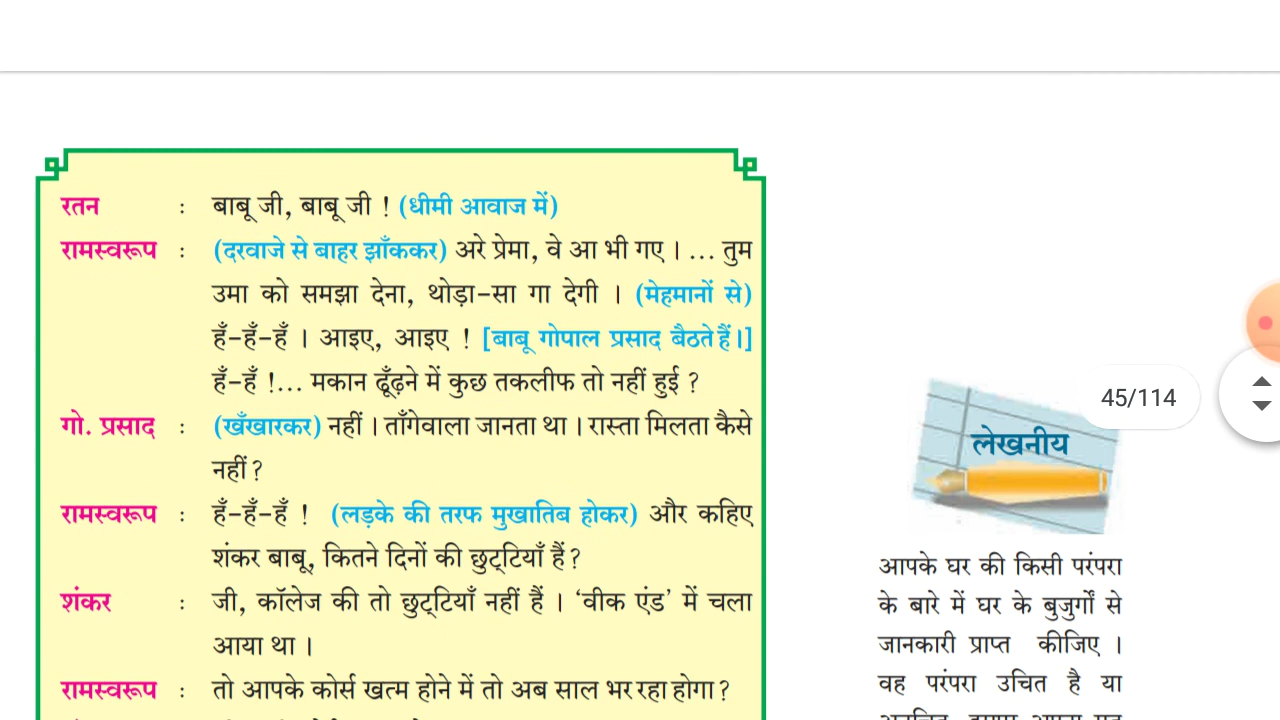 रतन : बाबू जी, बाबू जी ! (धीमी आवाज में)
रामस्वरूप : (दरवाजे से बाहर झाँककर) अरे प्रेमा, वे आ भी गए । ... तुम
उमा को समझा देना, थोड़ा-सा गा देगी । (मेहमानों से)
हँ-हँ-हँ । आइए, आइए ! [बाबू गोपाल प्रसाद बैठते हैं।]
हँ-हँ !... मकान ढूँढ़ने में कुछ तकलीफ तो नहीं हुई ?
गो. प्रसाद : (खँखारकर) नहीं । ताँगेवाला जानता था । रास्ता मिलता कैसे
नहीं ?
रामस्वरूप : हँ-हँ-हँ ! (लड़के की तरफ मुखातिब होकर) और कहिए
शंकर बाबू, कितने दिनों की छुट्टियाँ हैं ?
शंकर : जी, कॉलेज की तो छुट्टियाँ नहीं हैं । ‘वीक एंड’ में चला
आया था ।
रामस्वरूप : तो आपके कोर्स खत्म होने में तो अब साल भर रहा होगा ?
45/114
लेखनीय
आपके घर की किसी परंपरा
के बारे में घर के बुजुर्गों से
जानकारी प्राप्त कीजिए ।
वह परंपरा उचित है या